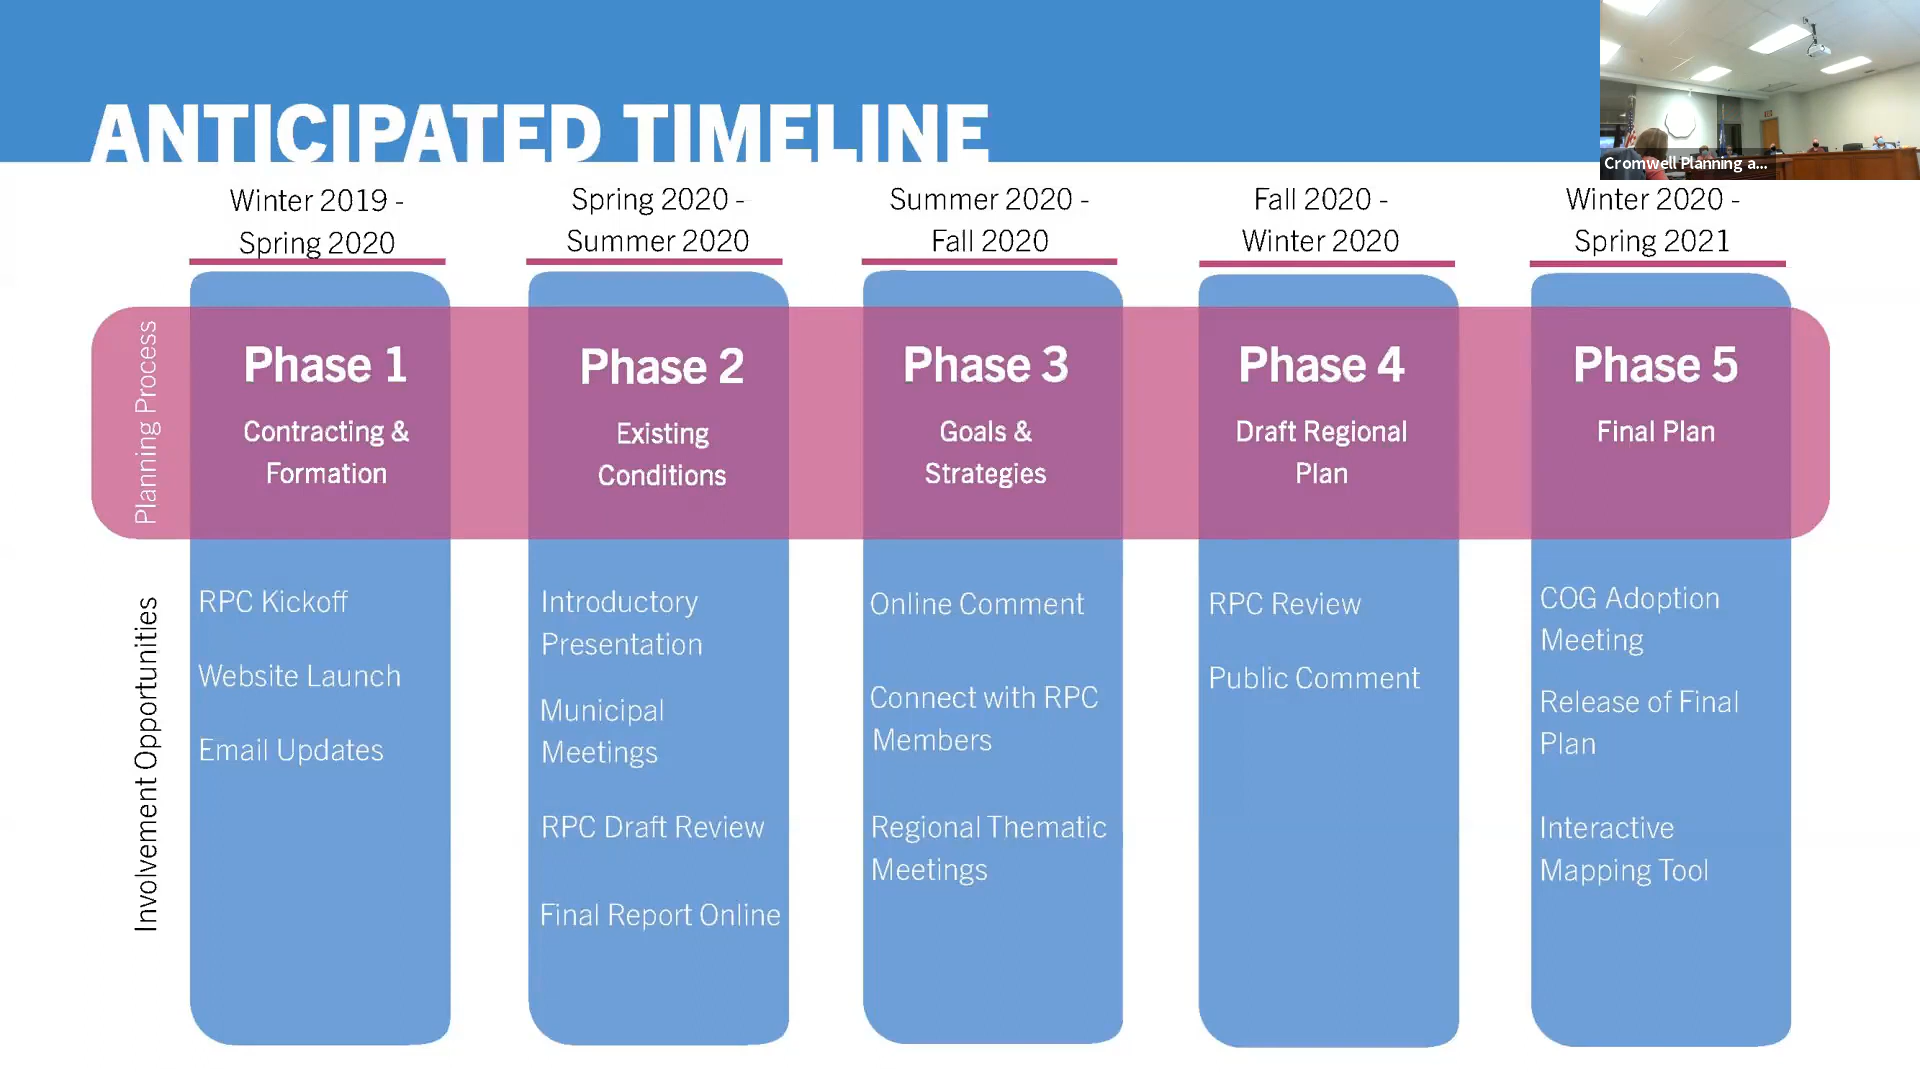 ANTICIPATED TIMELINE
Cromwell Planning a...
Winter 2019 -
Spring 2020
Spring 2020 -
Summer 2020
Summer 2020 -
Fall 2020
Fall 2020 -
Winter 2020
Winter 2020 -
Spring 2021
Planning Process
Phase 1
Contracting &
Formation
Phase 2
Existing
Conditions
Phase 3
Goals &
Strategies
Phase 4
Draft Regional
Plan
Phase 5
Final Plan
Involvement Opportunities
RPC Kickoff
Website Launch
Email Updates
Introductory
Presentation
Municipal
Meetings
RPC Draft Review
Final Report Online
Online Comment
Connect with RPC
Members
Regional Thematic
Meetings
RPC Review
Public Comment
COG Adoption
Meeting
Release of Final
Plan
Interactive
Mapping Tool